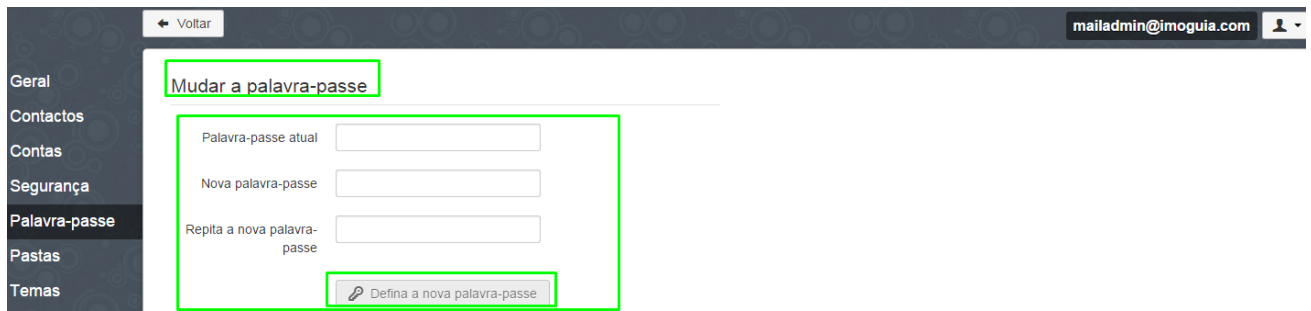 Voltar
mailadmin@imoguia.com
Geral
Contactos
Contas
Segurança
Palavra-passe
Pastas
Temas
Mudar a palavra-passe
Palavra-passe atual
Nova palavra-passe
Repita a nova palavra-
passe
Defina a nova palavra-passe